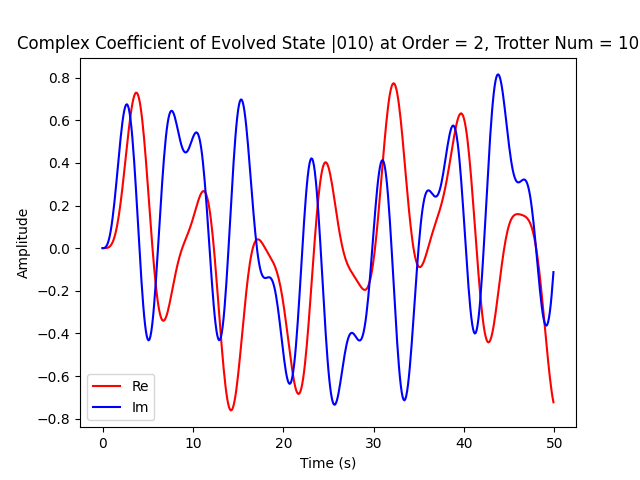 Complex Coefficient of Evolved State |010⟩ at Order = 2, Trotter Num = 10
0.8
0.6
0.4
0.2
0.0
−0.2
−0.4
−0.6
−0.8
Amplitude
Re
Im
0 10 20 30 40 50
Time (s)